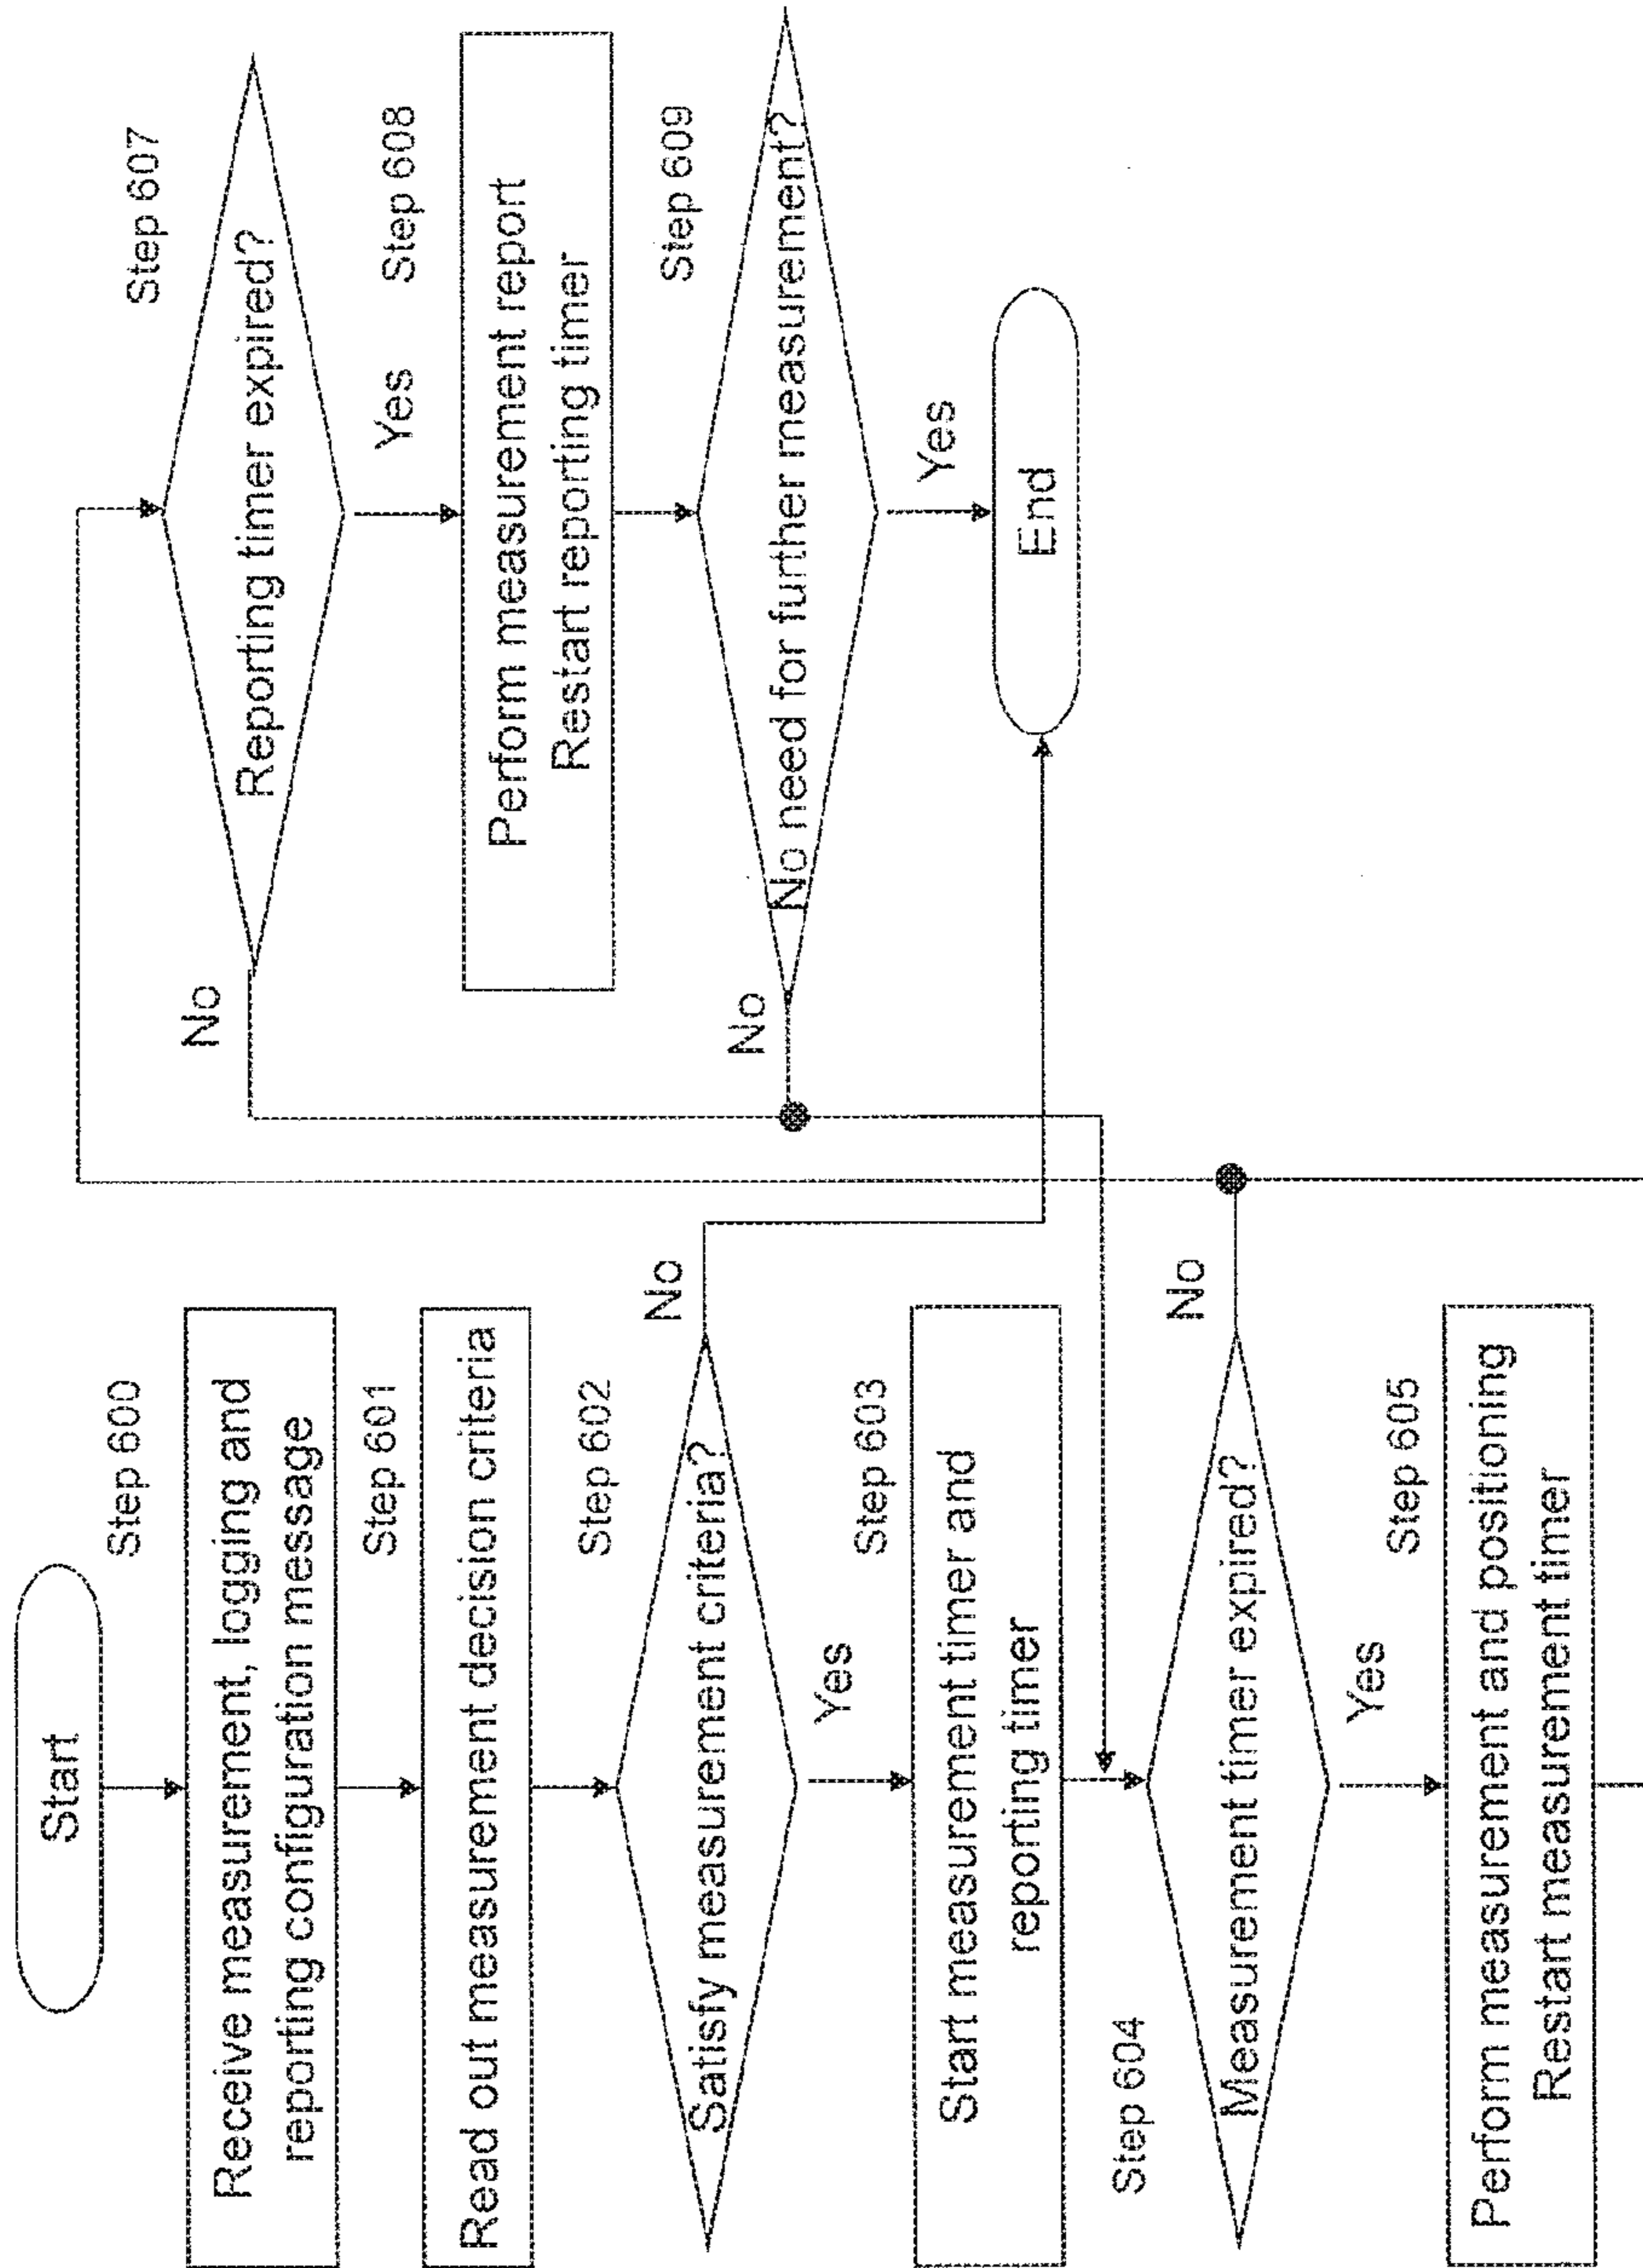 Start
Step 600
Receive measurement, logging and
reporting configuration message
Step 601
Read out measurement decision criteria
Step 602
Satisfy measurement criteria?
No
Yes
Step 603
Start measurement timer and
reporting timer
Step 604
Measurement timer expired?
No
Yes
Step 605
Perform measurement and positioning
Restart measurement timer
Step 607
Reporting timer expired?
No
Yes
Step 608
Perform measurement report
Restart reporting timer
Step 609
No need for further measurement?
No
Yes
End